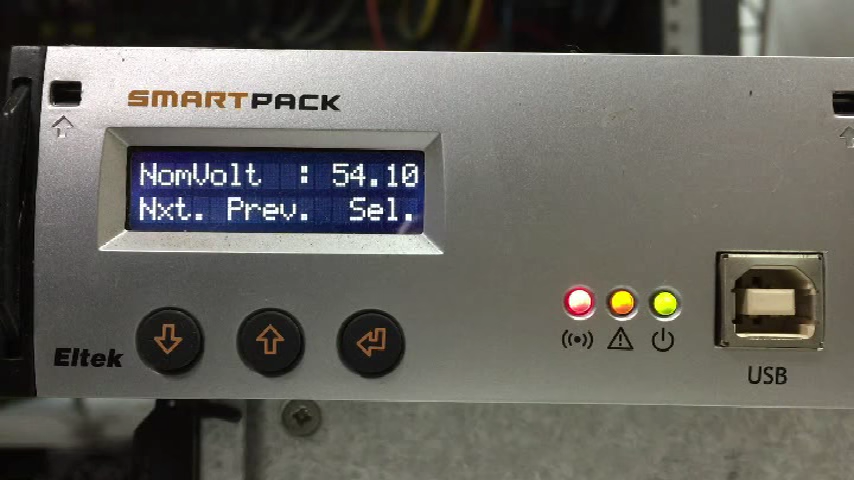 SMARTPACK
NomVolt : 54.10
Nxt. Prev. Sel.
Eltek
USB